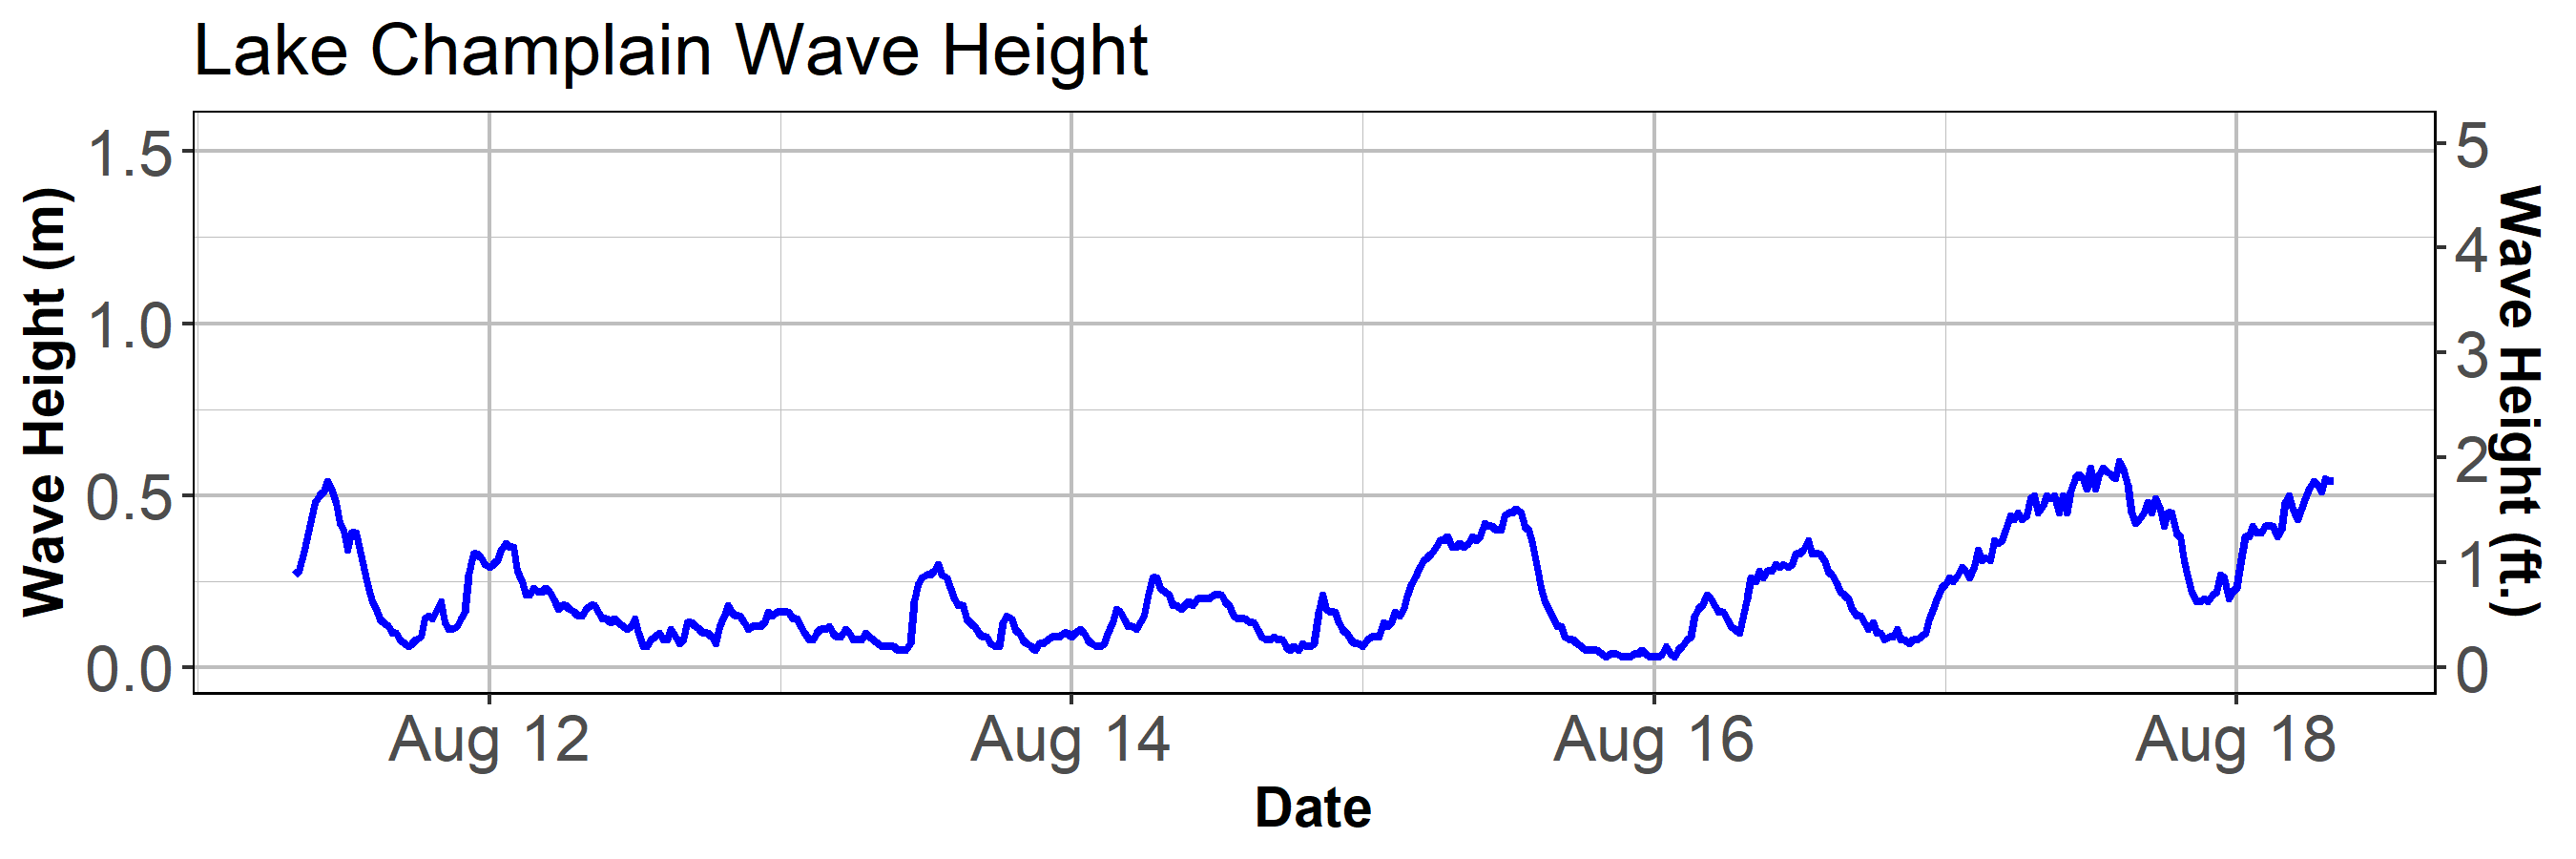 Lake Champlain Wave Height
Wave Height (m)
1.5
1.0
0.5
0.0
5
4
3
2
1
0
Wave Height (ft.)
Aug 12
Aug 14
Aug 16
Aug 18
Date